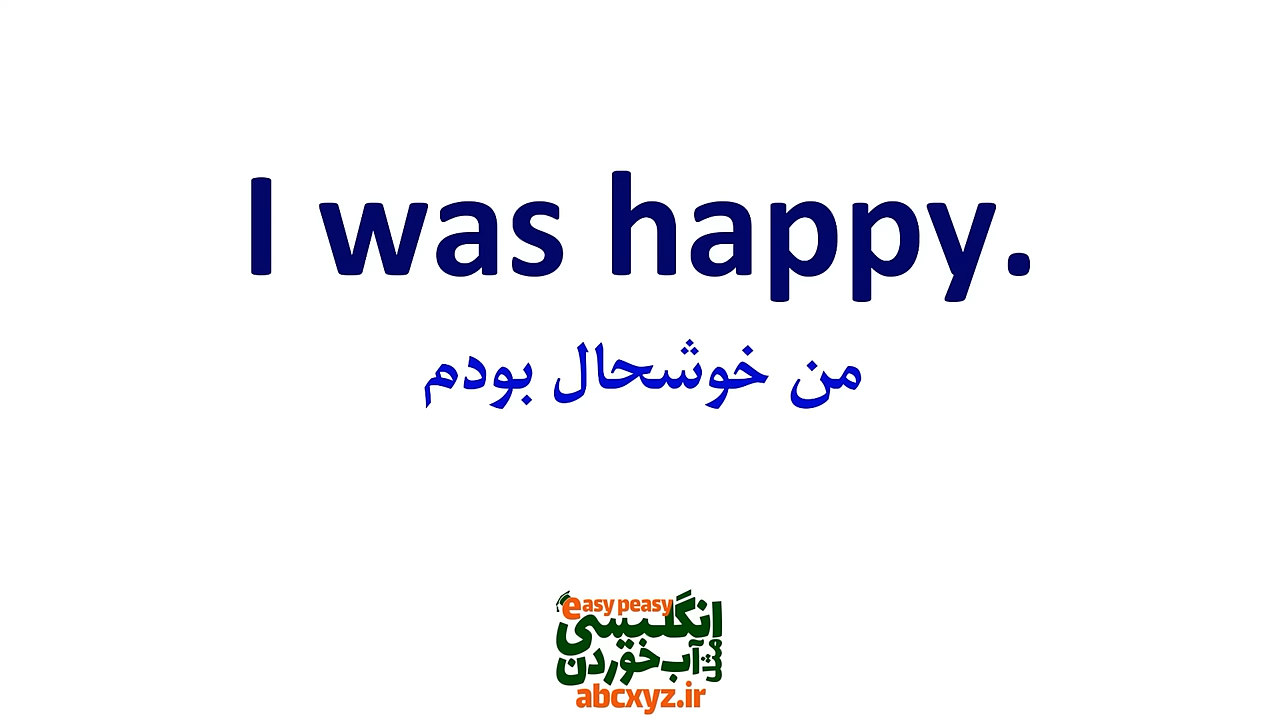 I was happy.
من خوشحال بودم
easy peasy
انگلیسی
مثل آب خوردن
abcxyz.ir